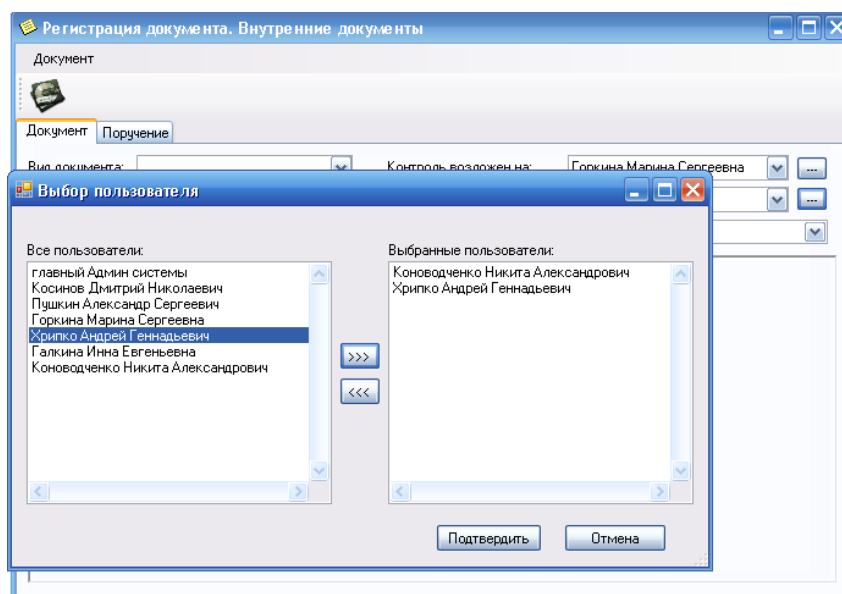 Регистрация документа. Внутренние документы
Документ
Документ
Поручение
Вид документа:
Контроль возложен на:
Горкина Марина Сергеевна
...
Выбор пользователя
...
Все пользователи:
Выбранные пользователи:
главный Админ системы
Косинов Дмитрий Николаевич
Пушкин Александр Сергеевич
Горкина Марина Сергеевна
Хрипко Андрей Геннадьевич
Галкина Инна Евгеньевна
Коноводченко Никита Александрович
Коноводченко Никита Александрович
Хрипко Андрей Геннадьевич
>>>
<<<
Подтвердить
Отмена